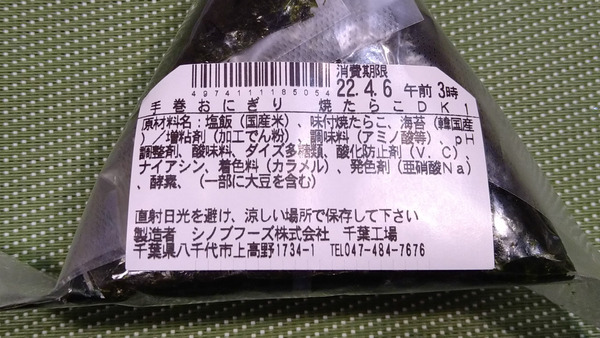 消費期限
4974111185054
22.4.6 午前3時
手巻おにぎり 焼たらこDK1
原材料名:塩飯(国産米)、味付焼たらこ、海苔(韓国産
)/増粘剤(加工でん粉)、調味料(アミノ酸等)、pH
調整剤、酸味料、ダイズ多糖類、酸化防止剤(V.C)、
ナイアシン、着色料(カラメル)、発色剤(亜硝酸Na)
、酵素、(一部に大豆を含む)
直射日光を避け、涼しい場所で保存して下さい
製造者 シノブフーズ株式会社 千葉工場
千葉県八千代市上高野1734-1 TEL047-484-7676